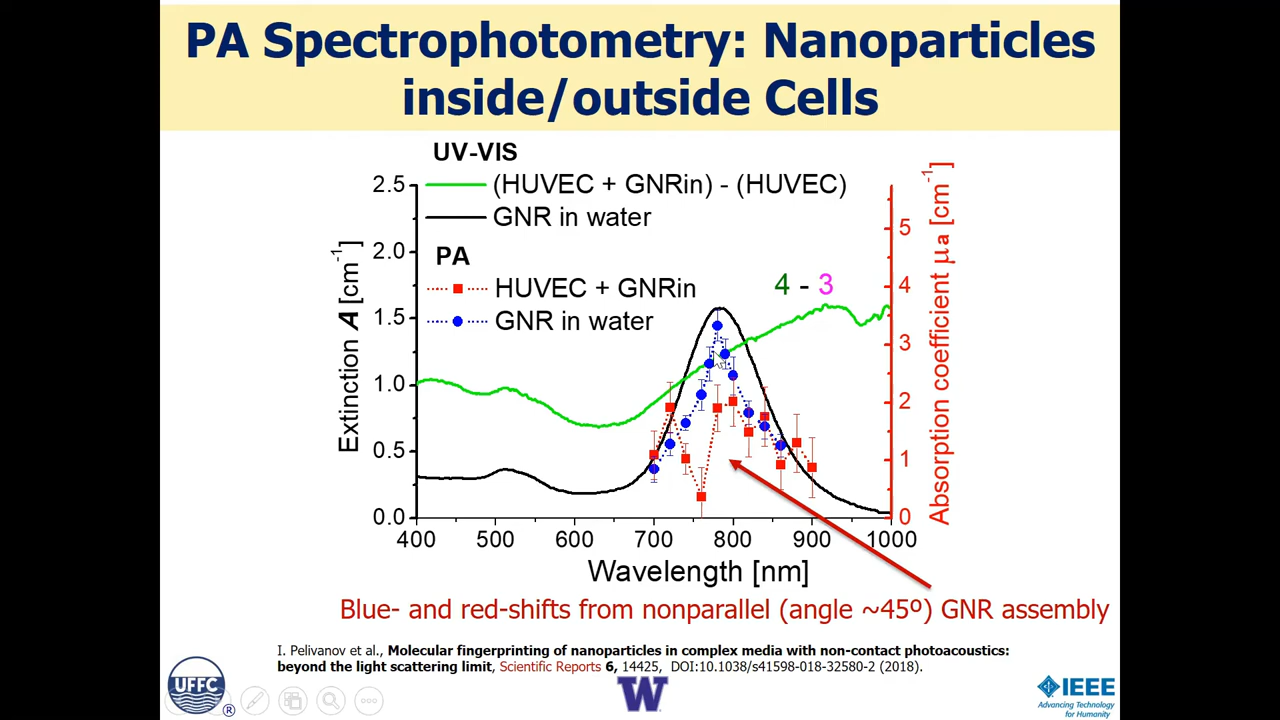 PA Spectrophotometry: Nanoparticles
inside/outside Cells
UV-VIS
(HUVEC + GNRin) - (HUVEC)
GNR in water
PA
HUVEC + GNRin
GNR in water
4 - 3
2.5
2.0
1.5
1.0
0.5
0.0
Extinction A [cm⁻¹]
5
4
3
2
1
0
Absorption coefficient μa [cm⁻¹]
400 500 600 700 800 900 1000
Wavelength [nm]
Blue- and red-shifts from nonparallel (angle ~45º) GNR assembly
I. Pelivanov et al., Molecular fingerprinting of nanoparticles in complex media with non-contact photoacoustics:
beyond the light scattering limit, Scientific Reports 6, 14425, DOI:10.1038/s41598-018-32580-2 (2018).
UFFC
®
W
IEEE
Advancing Technology
for Humanity